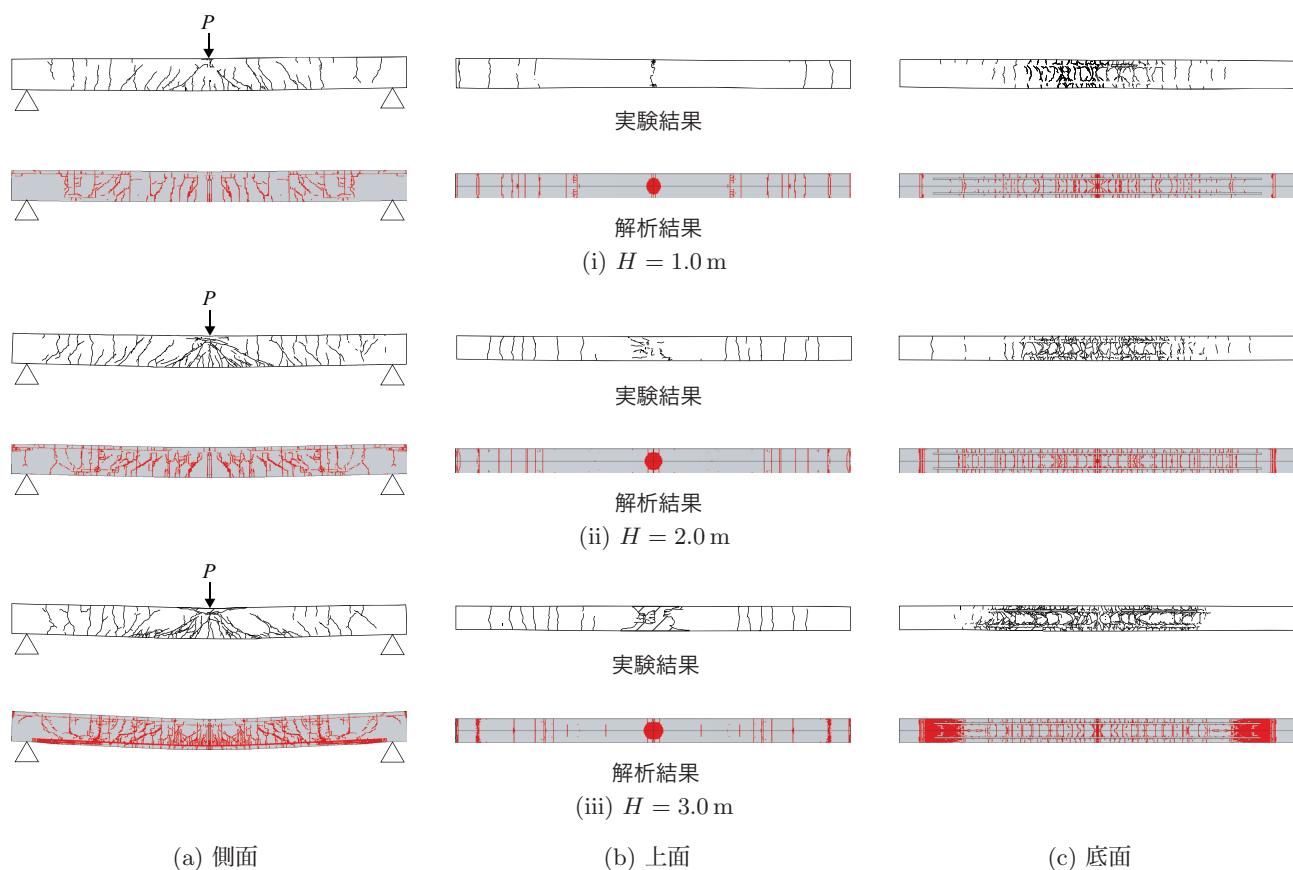 P
実験結果
解析結果
(i) H = 1.0 m
P
実験結果
解析結果
(ii) H = 2.0 m
P
実験結果
解析結果
(iii) H = 3.0 m
(a) 側面
(b) 上面
(c) 底面